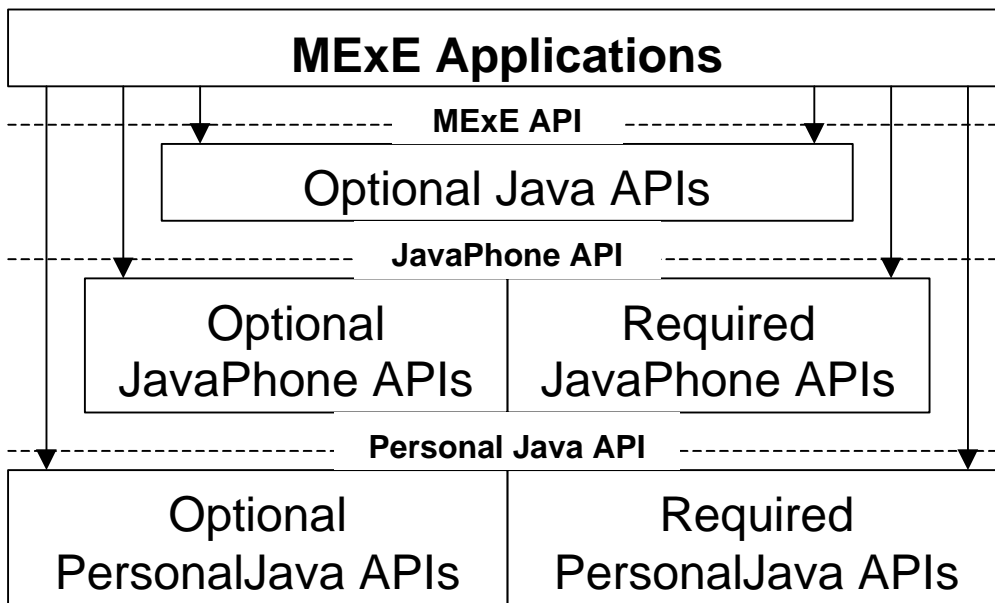 MExE Applications
MExE API
Optional Java APIs
JavaPhone API
Optional
JavaPhone APIs
Required
JavaPhone APIs
Personal Java API
Optional
PersonalJava APIs
Required
PersonalJava APIs